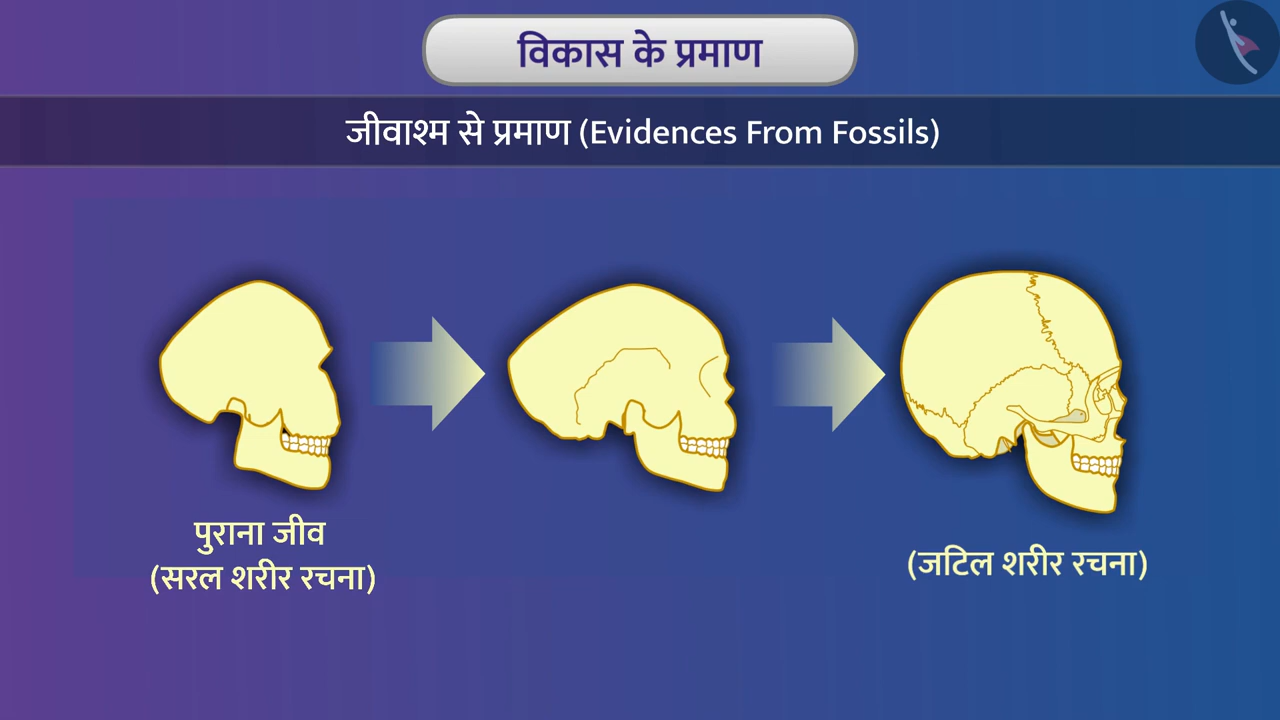 विकास के प्रमाण
जीवाश्म से प्रमाण (Evidences From Fossils)
पुराना जीव
(सरल शरीर रचना)
(जटिल शरीर रचना)